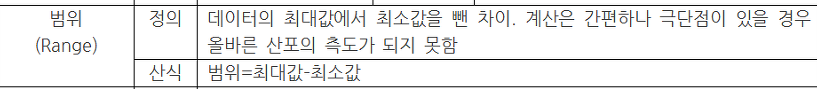 범위
(Range)
정의
데이터의 최대값에서 최소값을 뺀 차이. 계산은 간편하나 극단점이 있을 경우
올바른 산포의 측도가 되지 못함
산식
범위=최대값-최소값